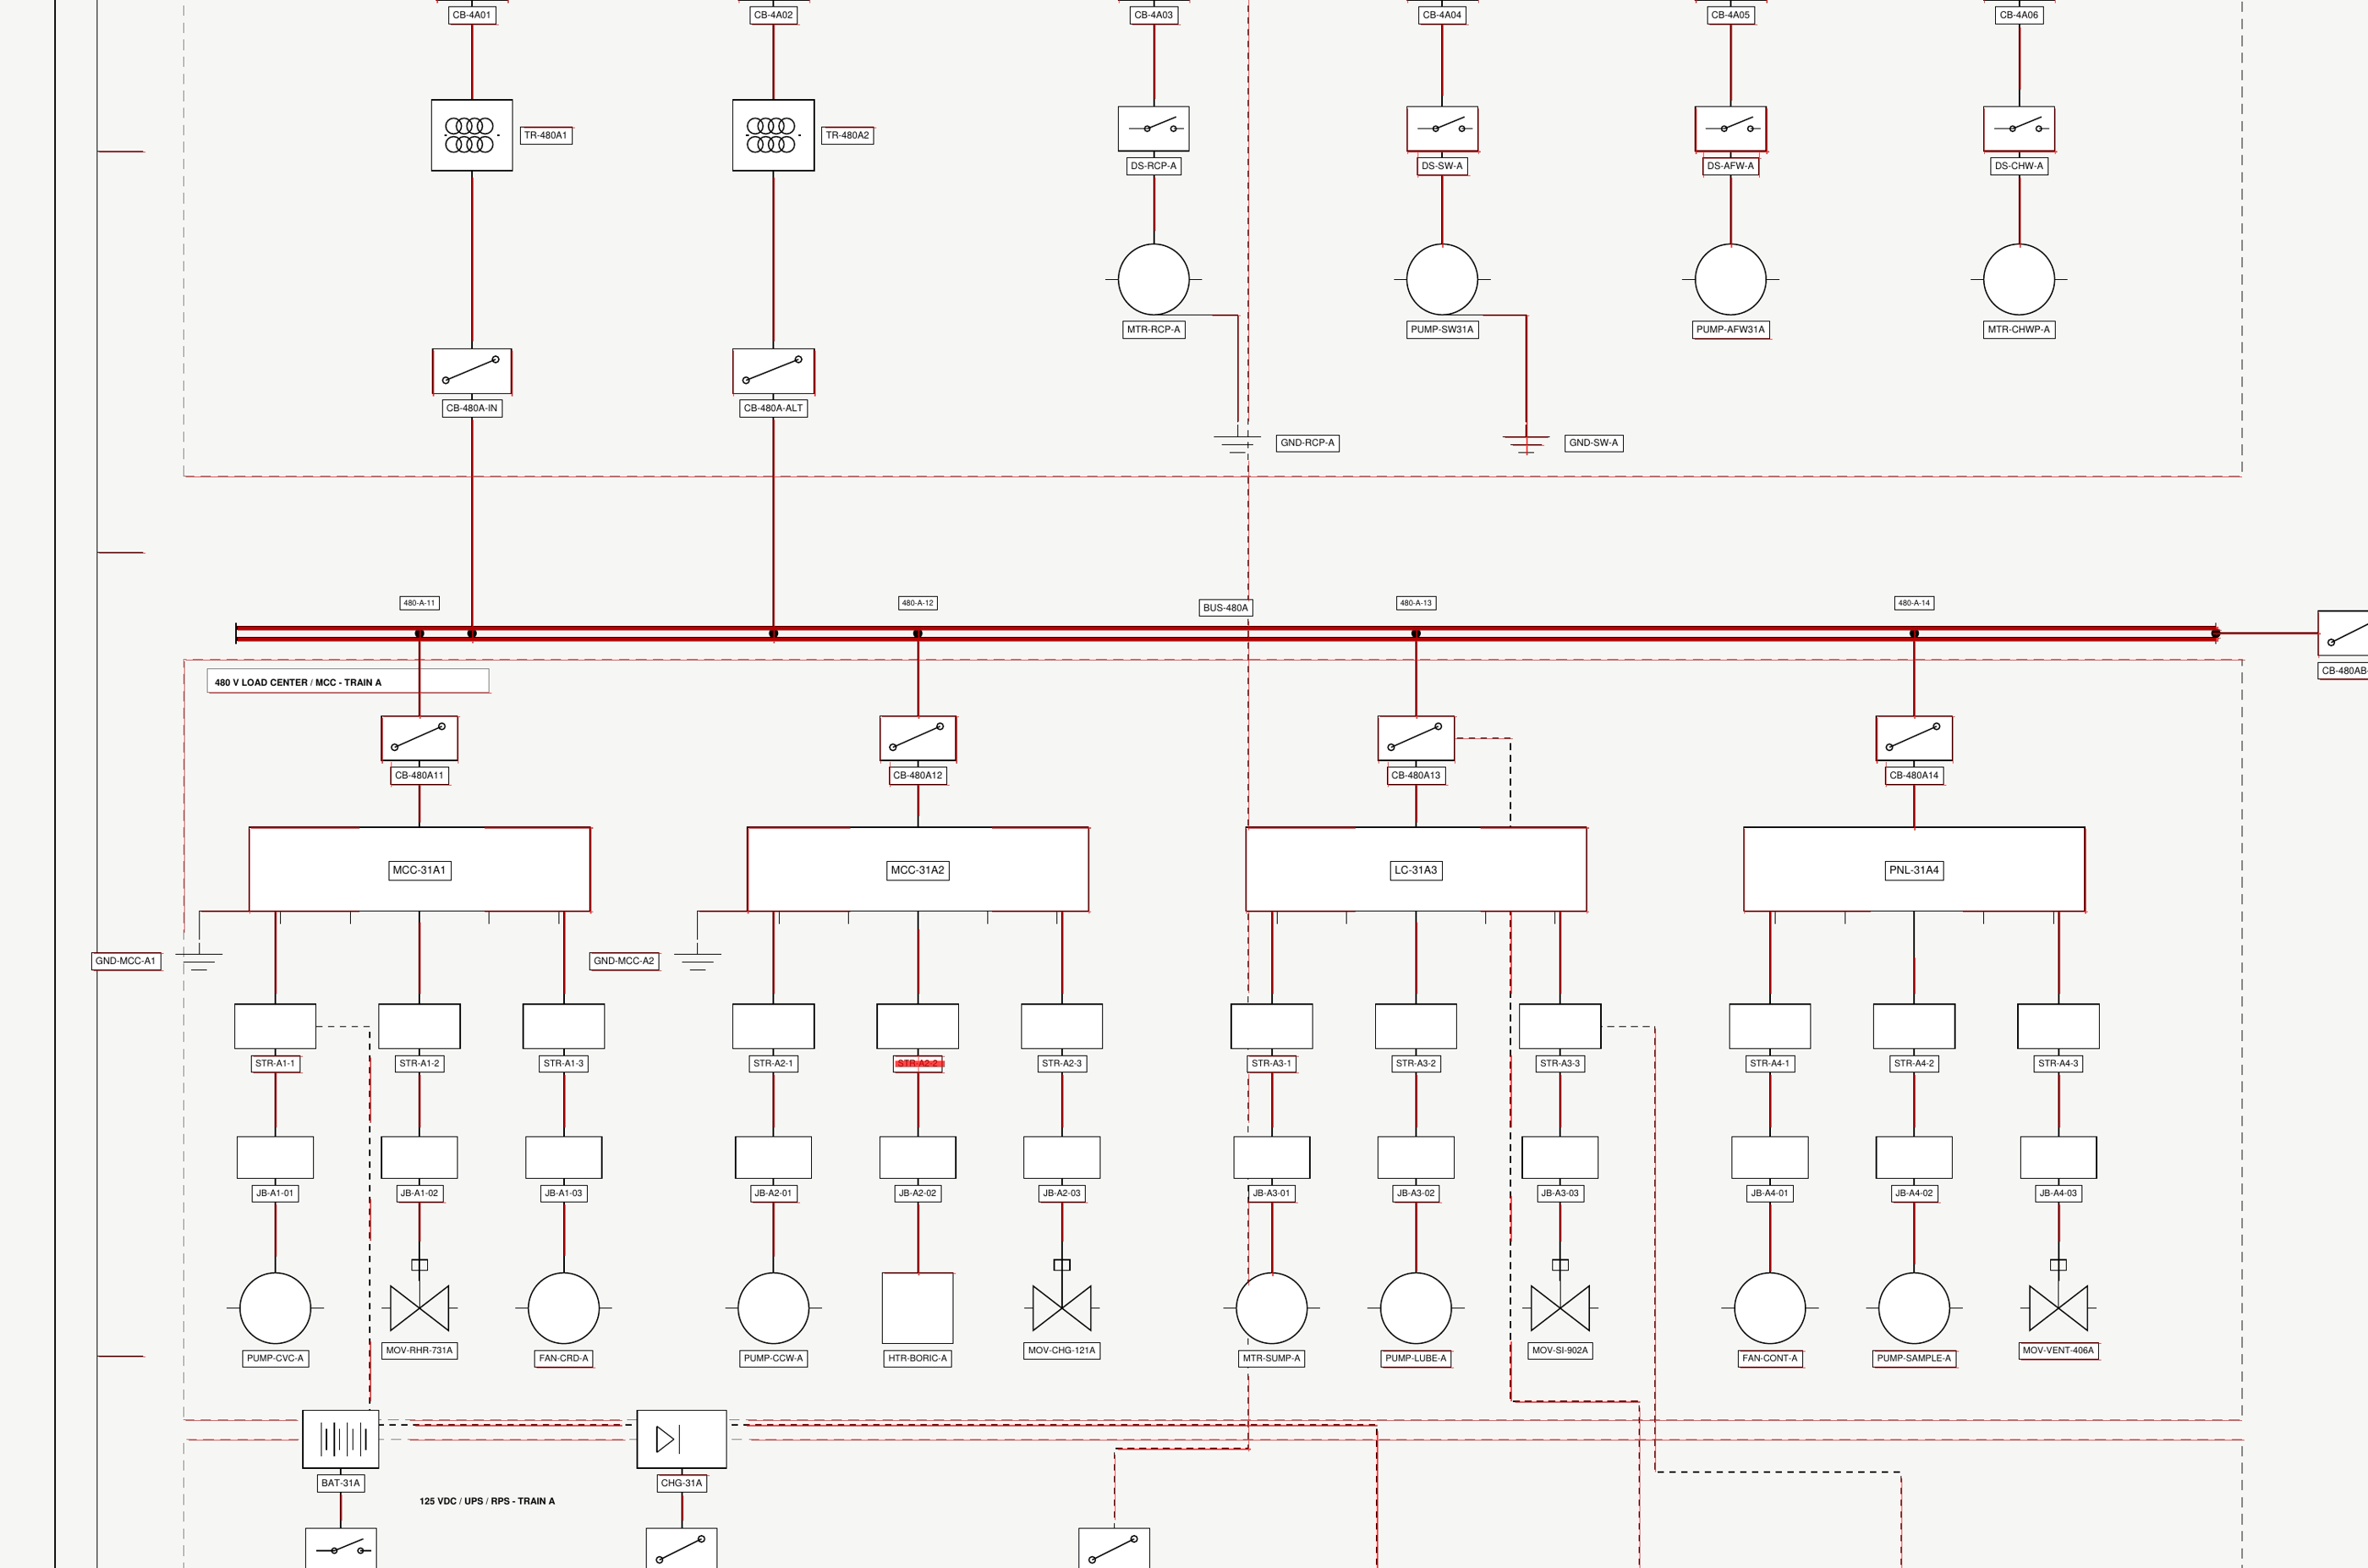 CB-4A01
CB-4A02
CB-4A03
CB-4A04
CB-4A05
CB-4A06
TR-480A1
TR-480A2
DS-RCP-A
DS-SW-A
DS-AFW-A
DS-CHW-A
MTR-RCP-A
PUMP-SW31A
PUMP-AFW31A
MTR-CHWP-A
CB-480A-IN
CB-480A-ALT
GND-RCP-A
GND-SW-A
480-A-11
480-A-12
BUS-480A
480-A-13
480-A-14
CB-480AB-
480 V LOAD CENTER / MCC - TRAIN A
CB-480A11
CB-480A12
CB-480A13
CB-480A14
MCC-31A1
MCC-31A2
LC-31A3
PNL-31A4
GND-MCC-A1
GND-MCC-A2
STR-A1-1
STR-A1-2
STR-A1-3
STR-A2-1
STR-A2-2
STR-A2-3
STR-A3-1
STR-A3-2
STR-A3-3
STR-A4-1
STR-A4-2
STR-A4-3
JB-A1-01
JB-A1-02
JB-A1-03
JB-A2-01
JB-A2-02
JB-A2-03
JB-A3-01
JB-A3-02
JB-A3-03
JB-A4-01
JB-A4-02
JB-A4-03
PUMP-CVC-A
MOV-RHR-731A
FAN-CRD-A
PUMP-CCW-A
HTR-BORIC-A
MOV-CHG-121A
MTR-SUMP-A
PUMP-LUBE-A
MOV-SI-902A
FAN-CONT-A
PUMP-SAMPLE-A
MOV-VENT-406A
BAT-31A
CHG-31A
125 VDC / UPS / RPS - TRAIN A